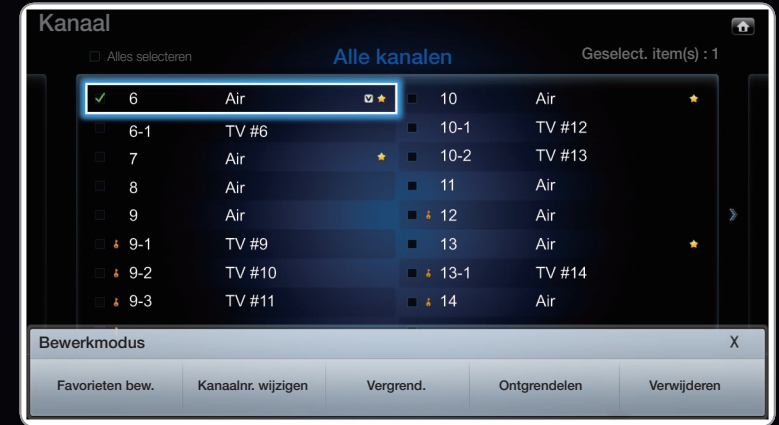 Kanaal
Alles selecteren Alle kanalen Geselect. item(s) : 1
6 Air 10 Air
6-1 TV #6 10-1 TV #12
7 Air 10-2 TV #13
8 Air 11 Air
9 Air 12 Air
9-1 TV #9 13 Air
9-2 TV #10 13-1 TV #14
9-3 TV #11 14 Air
Bewerkmodus X
Favorieten bew. Kanaalnr. wijzigen Vergrend. Ontgrendelen Verwijderen